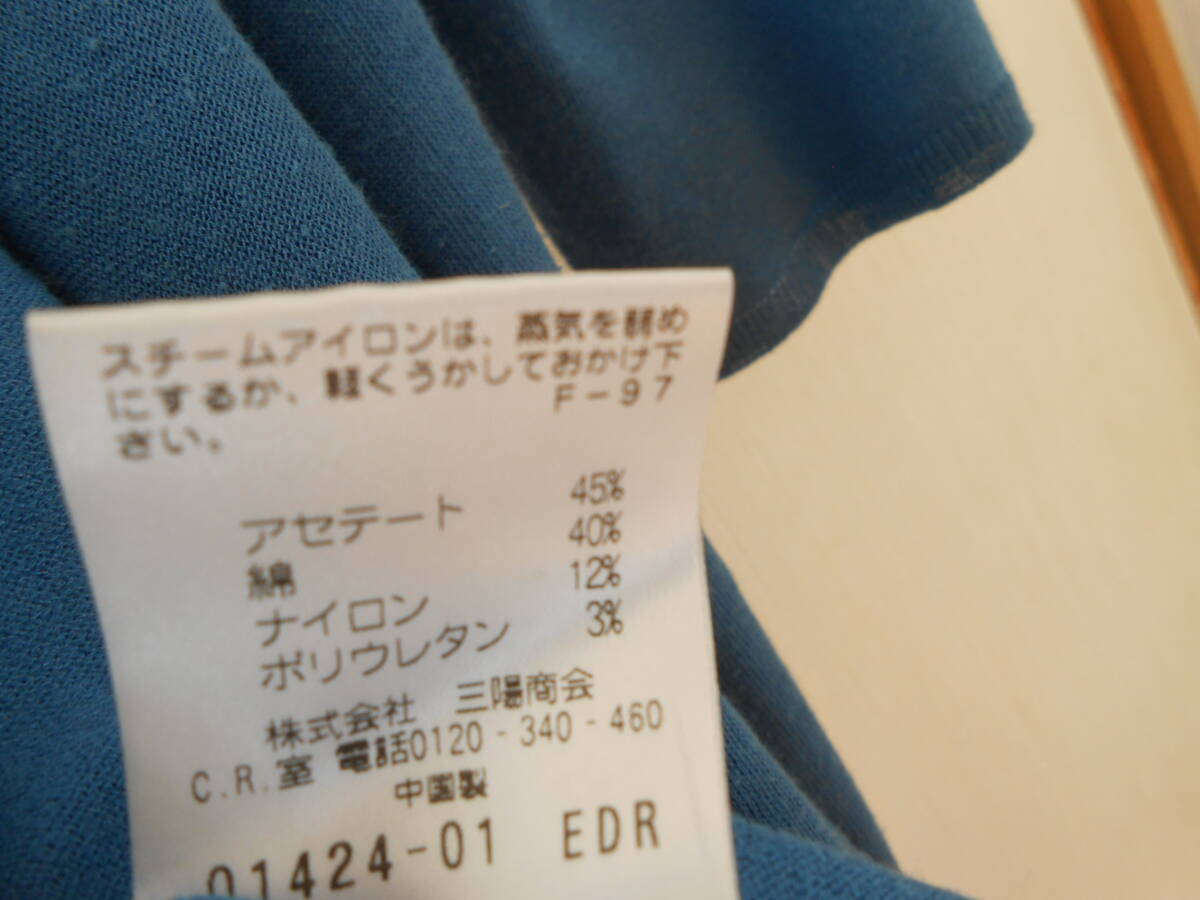 スチームアイロンは、蒸気を弱め
にするか、軽くうかしておかけ下
さい。 F-97
アセテート 45%
綿 40%
ナイロン 12%
ポリウレタン 3%
株式会社 三陽商会
C.R.室 電話0120-340-460
中国製
01424-01 EDR